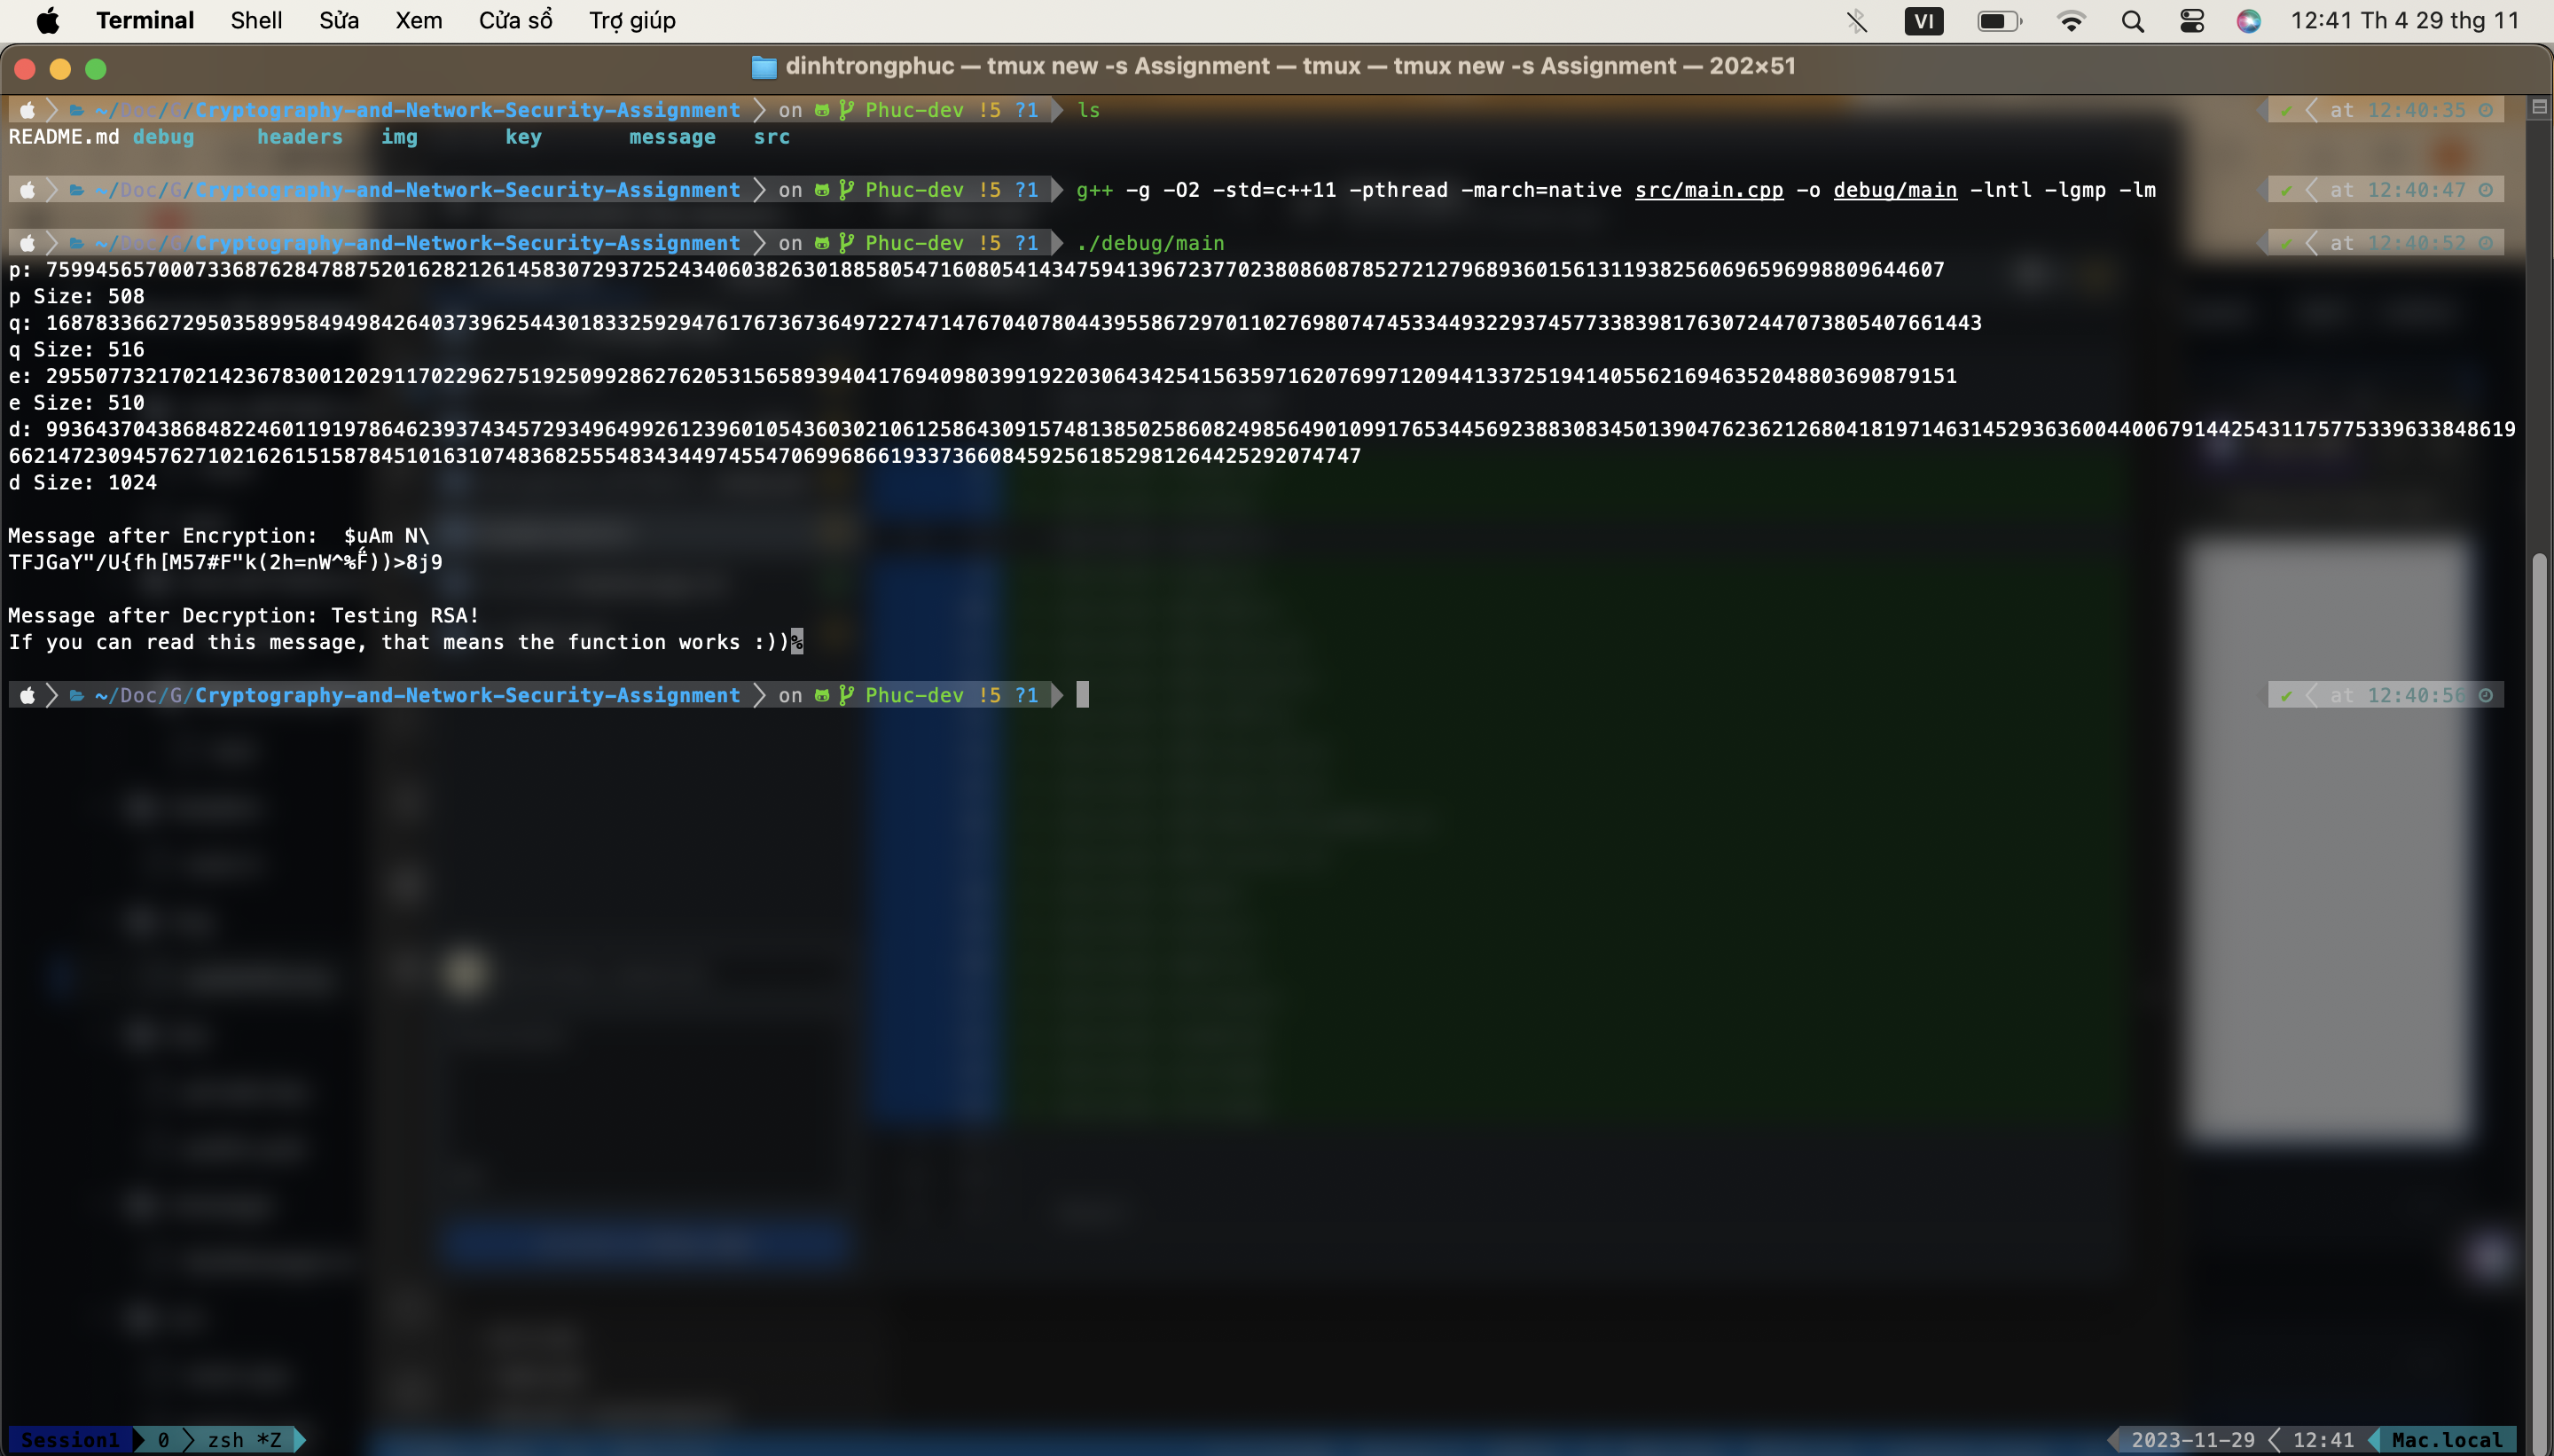 Terminal Shell Sửa Xem Cửa sổ Trợ giúp VI 12:41 Th 4 29 thg 11
dinhtrongphuc — tmux new -s Assignment — tmux — tmux new -s Assignment — 202×51
~/Doc/G/Cryptography-and-Network-Security-Assignment on Phuc-dev !5 ?1 ls ✔ at 12:40:35
README.md debug headers img key message src
~/Doc/G/Cryptography-and-Network-Security-Assignment on Phuc-dev !5 ?1 g++ -g -O2 -std=c++11 -pthread -march=native src/main.cpp -o debug/main -lntl -lgmp -lm ✔ at 12:40:47
~/Doc/G/Cryptography-and-Network-Security-Assignment on Phuc-dev !5 ?1 ./debug/main ✔ at 12:40:52
p: 759945657000733687628478875201628212614583072937252434060382630188580547160805414347594139672377023808608785272127968936015613119382560696596998809644607
p Size: 508
q: 168783366272950358995849498426403739625443018332592947617673673649722747147670407804439558672970110276980747453344932293745773383981763072447073805407661443
q Size: 516
e: 2955077321702142367830012029117022962751925099286276205315658939404176940980399192203064342541563597162076997120944133725194140556216946352048803690879151
e Size: 510
d: 99364370438684822460119197864623937434572934964992612396010543603021061258643091574813850258608249856490109917653445692388308345013904762362126804181971463145293636004400679144254311757753396338486 19
662147230945762710216261515878451016310748368255548343449745547069968661933736608459256185298126442529207​4747
d Size: 1024
Message after Encryption: $uAm N\
TFJGaY"/U{fh[M57#F"k(2h=nW^%F))>8j9
Message after Decryption: Testing RSA!
If you can read this message, that means the function works :))%
~/Doc/G/Cryptography-and-Network-Security-Assignment on Phuc-dev !5 ?1 ✔ at 12:40:56
Session1 0 zsh *Z 2023-11-29 12:41 Mac.local